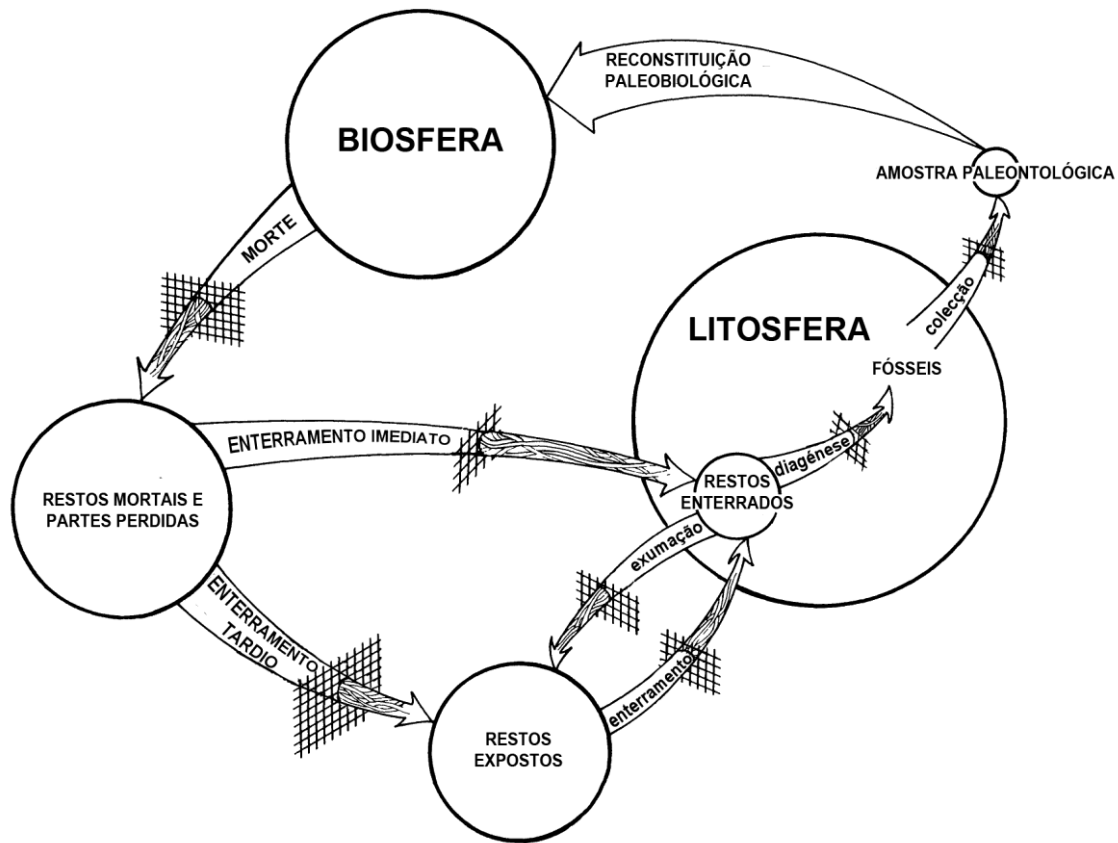 RECONSTITUIÇÃO
PALEOBIOLÓGICA
BIOSFERA
AMOSTRA PALEONTOLÓGICA
MORTE
colecção
LITOSFERA
FÓSSEIS
ENTERRAMENTO IMEDIATO
diagénese
RESTOS
ENTERRADOS
RESTOS MORTAIS E
PARTES PERDIDAS
exumação
ENTERRAMENTO
TARDIO
enterramento
RESTOS
EXPOSTOS